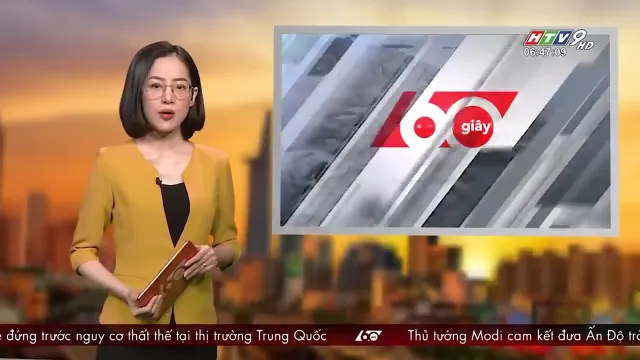 HTV9 HD
06:47:09
60 giây
đứng trước nguy cơ thất thế tại thị trường Trung Quốc 60 Thủ tướng Modi cam kết đưa Ấn Độ